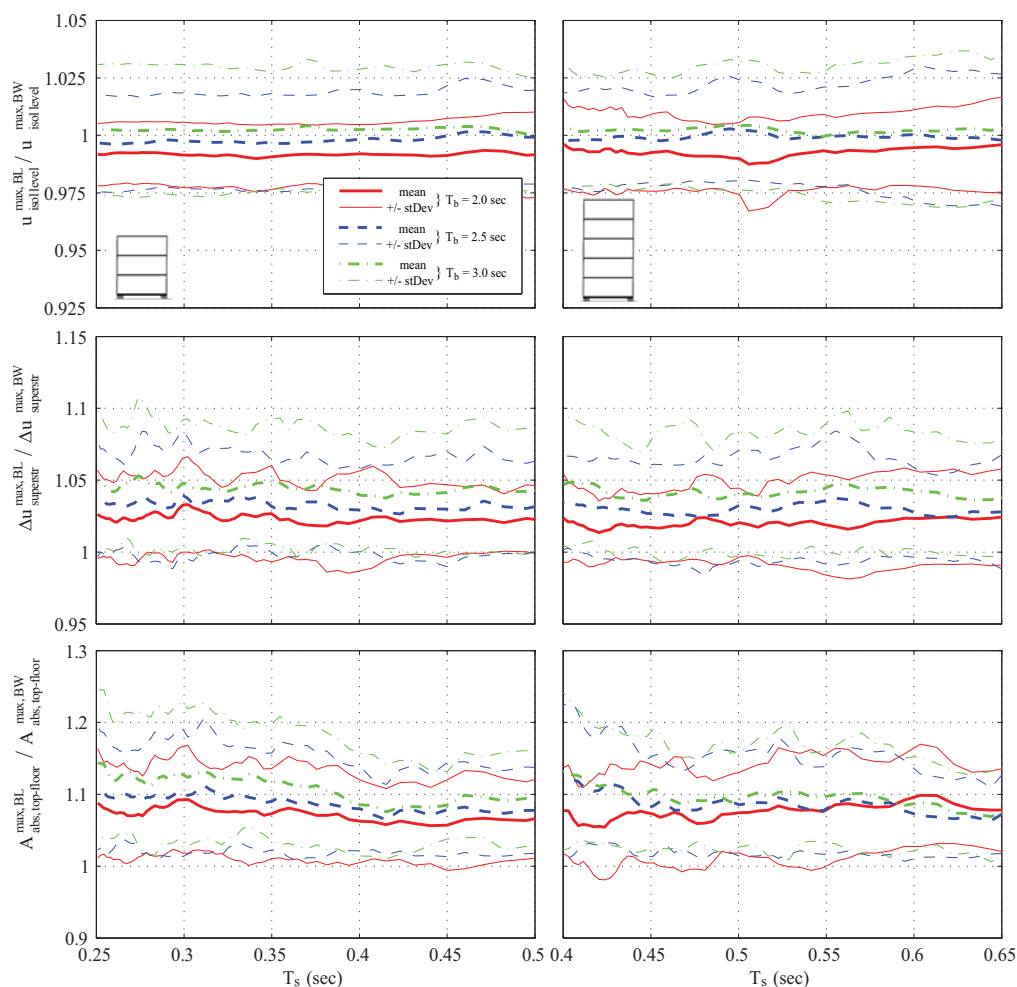 1.05
1.025
1
0.975
0.95
0.925
u max, BL isol level / u max, BW isol level
mean
+/- stDev } T_b = 2.0 sec
mean
+/- stDev } T_b = 2.5 sec
mean
+/- stDev } T_b = 3.0 sec
1.15
1.1
1.05
1
0.95
Δu max, BL superstr / Δu max, BW superstr
1.3
1.2
1.1
1
0.9
A max, BL abs, top-floor / A max, BW abs, top-floor
0.25 0.3 0.35 0.4 0.45 0.5
T_s (sec)
0.4 0.45 0.5 0.55 0.6 0.65
T_s (sec)